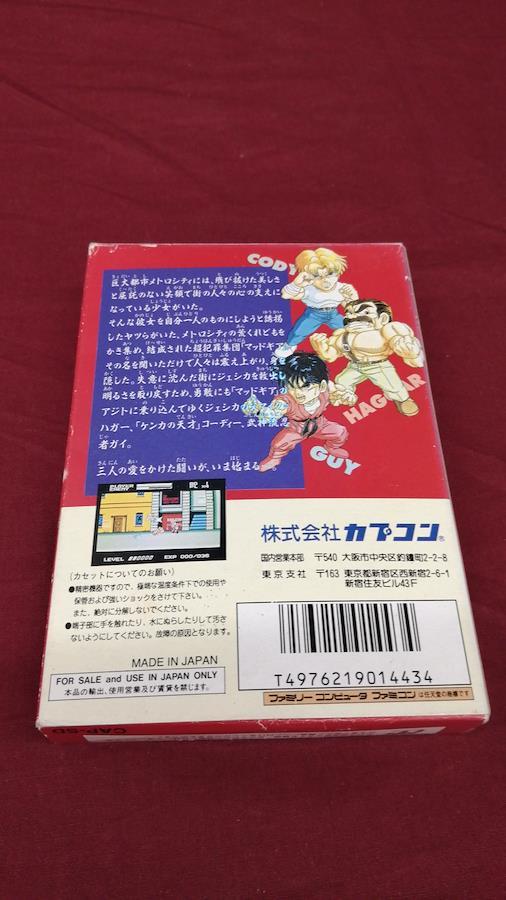 CODY
HAGGAR
GUY
巨大都市メトロシティには、飛び抜けた美しさ
と屈託のない笑顔で街の人々の心の支えに
なっている少女がいた。
そんな彼女を自分一人のものにしようと誘拐
したヤツらがいた。メトロシティの荒くれどもを
かき集め、結成された超犯罪集団「マッドギア」
その名を聞いただけで人々は震え上がり、身を
隠した。失意に沈んだ街にジェシカを救出し
明るさを取り戻すため、勇敢にも「マッドギア」の
アジトに乗り込んでゆくジェシカの
ハガー、「ケンカの天才」コーディー、武神流忍
者ガイ。
三人の愛をかけた闘いが、いま始まる
PLAYER
ENEMY
LEVEL
EXP 000/036
株式会社 カプコン®
国内営業本部 〒540 大阪市中央区釣鐘町2-2-8
東京支社 〒163 東京都新宿区西新宿2-6-1
新宿住友ビル43F
(カセットについてのお願い)
●精密機器ですので、極端な温度条件下での使用や
保管および強いショックをさけて下さい。
また、絶対に分解しないでください。
●端子部に手を触れたり、水にぬらしたりして汚さ
ないようにしてください。故障の原因となります。
MADE IN JAPAN
FOR SALE and USE IN JAPAN ONLY
本品の輸出、使用営業及び賃貸を禁じます。
T4976219014434
ファミリー コンピュータ ファミコン は任天堂の商標です
CAP-SD